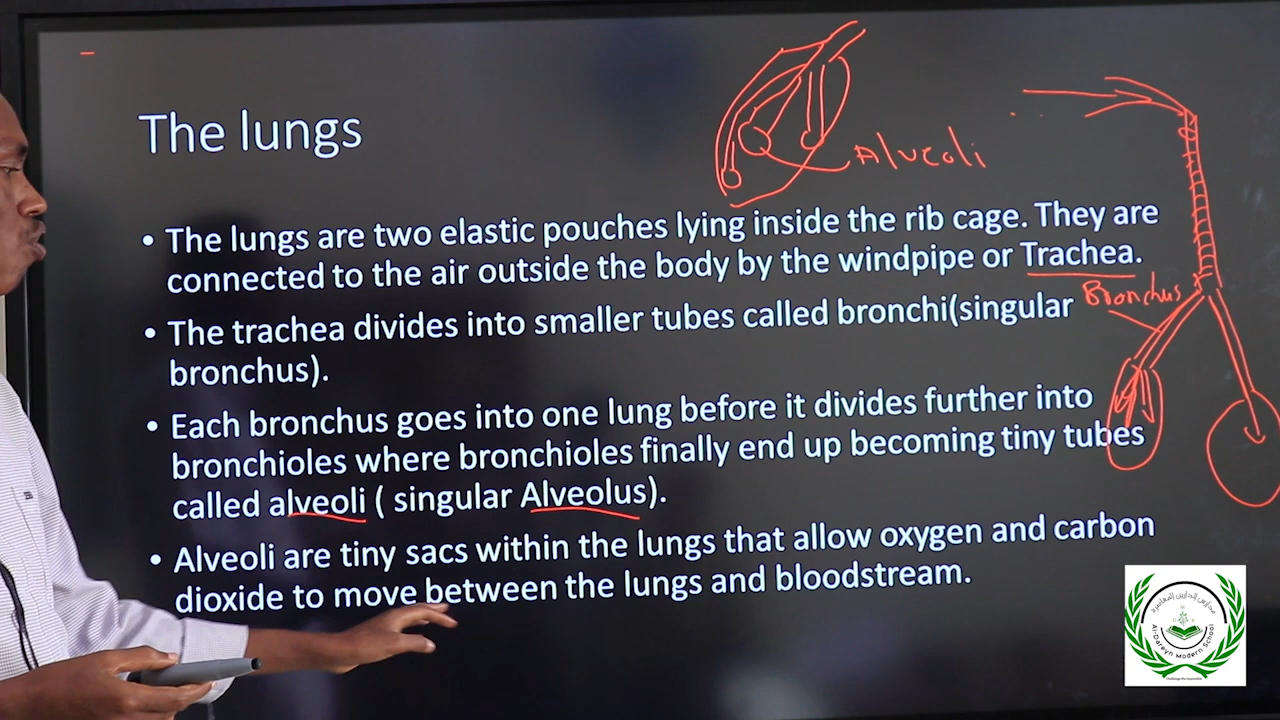 The lungs
Alveoli
• The lungs are two elastic pouches lying inside the rib cage. They are
connected to the air outside the body by the windpipe or Trachea.
Bronchus
• The trachea divides into smaller tubes called bronchi(singular
bronchus).
• Each bronchus goes into one lung before it divides further into
bronchioles where bronchioles finally end up becoming tiny tubes
called alveoli ( singular Alveolus).
• Alveoli are tiny sacs within the lungs that allow oxygen and carbon
dioxide to move between the lungs and bloodstream.
Al-Dareyn Modern School